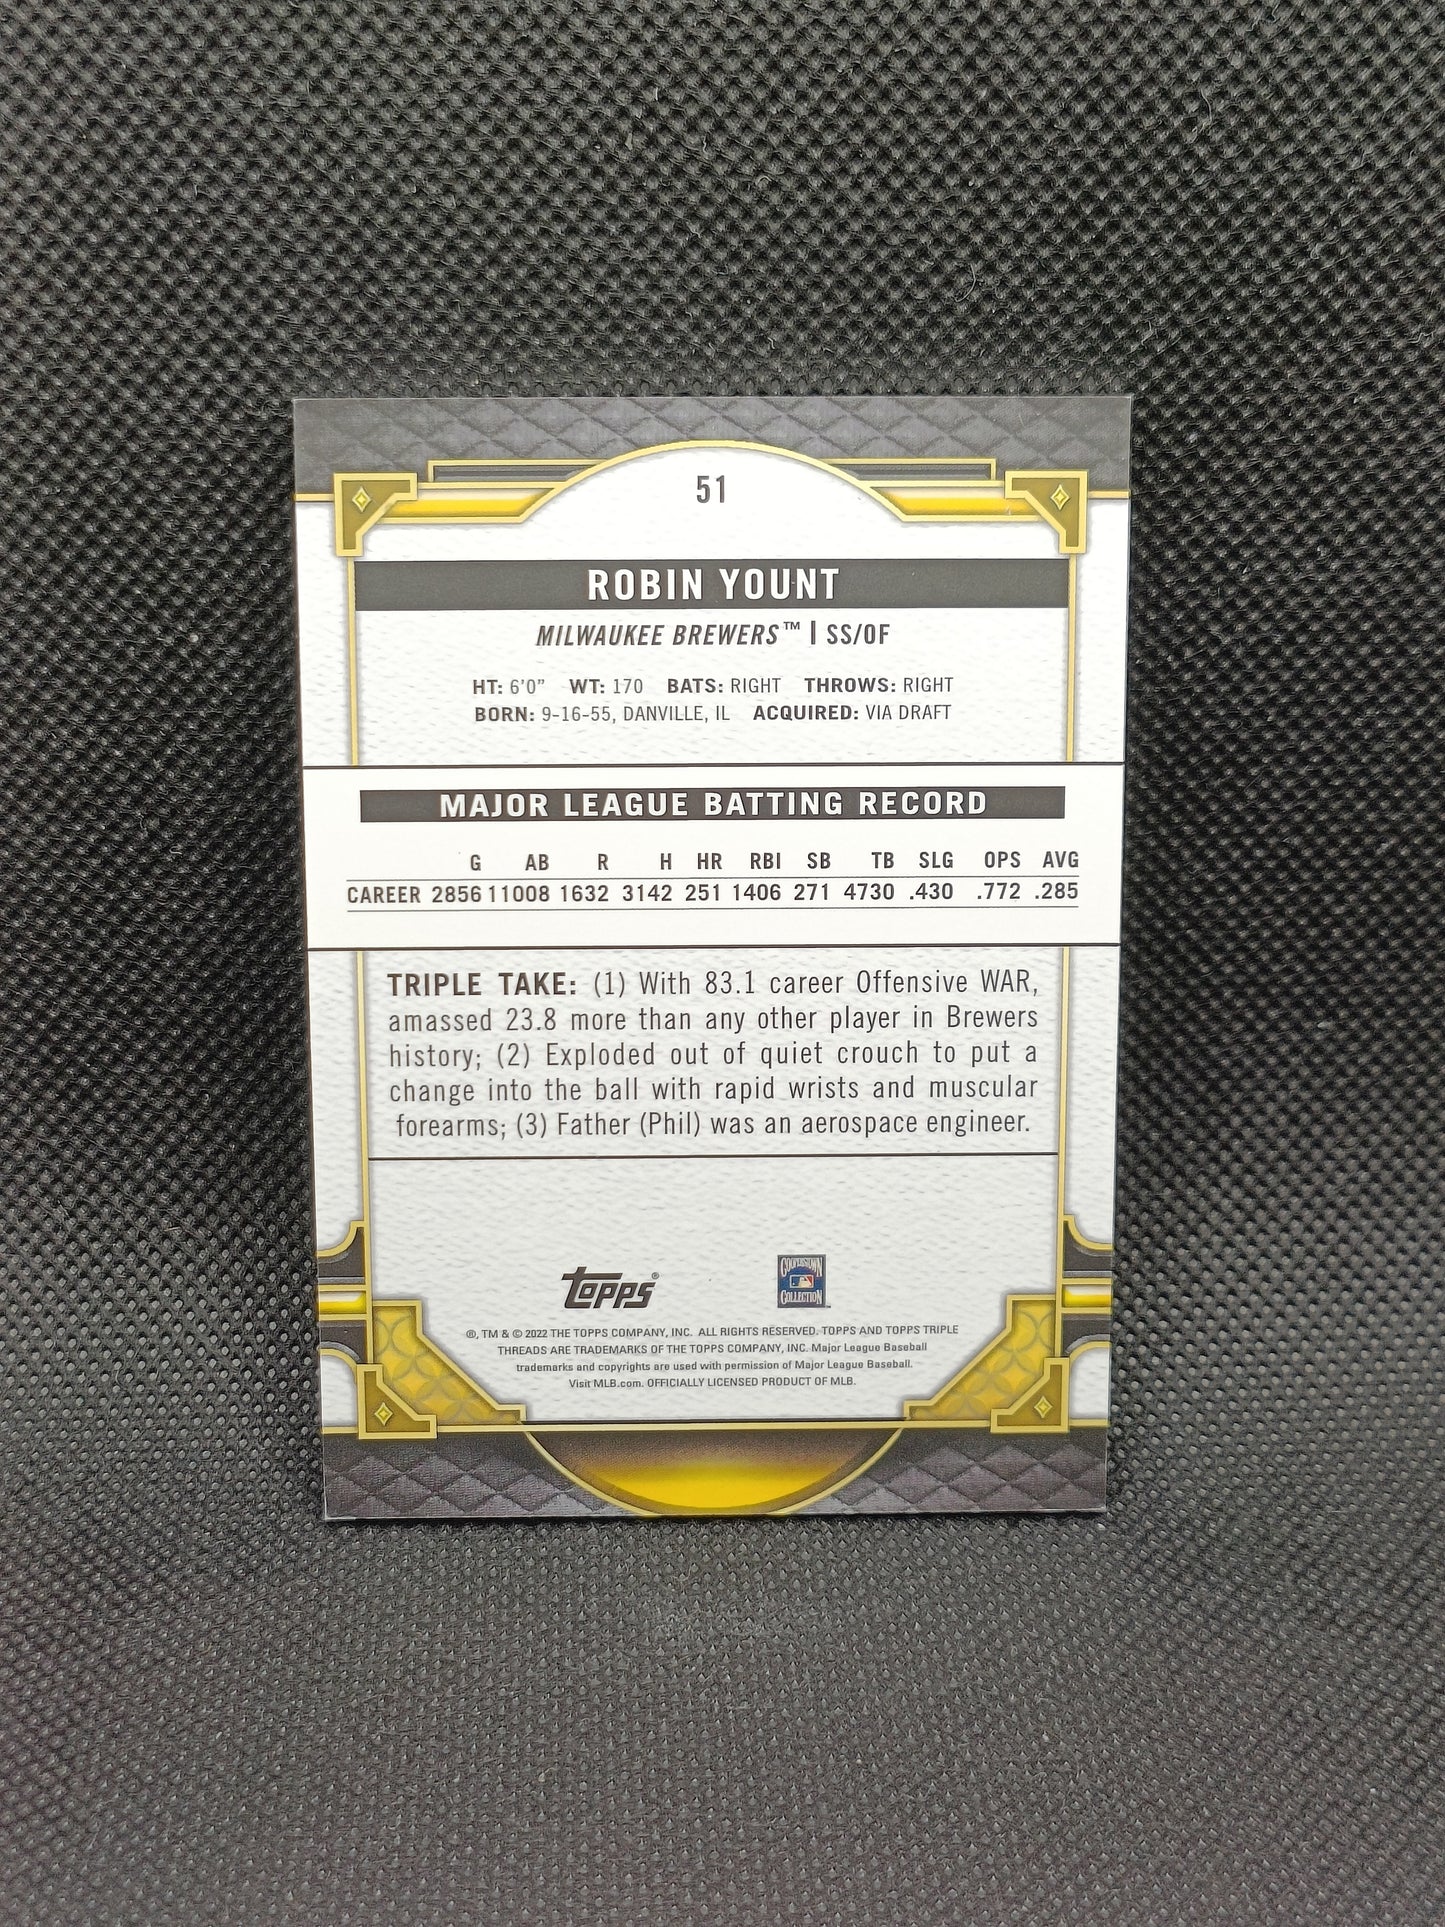 51
ROBIN YOUNT
MILWAUKEE BREWERS™ | SS/OF
HT: 6'0" WT: 170 BATS: RIGHT THROWS: RIGHT
BORN: 9-16-55, DANVILLE, IL ACQUIRED: VIA DRAFT
MAJOR LEAGUE BATTING RECORD
G AB R H HR RBI SB TB SLG OPS AVG
CAREER 2856 11008 1632 3142 251 1406 271 4730 .430 .772 .285
TRIPLE TAKE: (1) With 83.1 career Offensive WAR,
amassed 23.8 more than any other player in Brewers
history; (2) Exploded out of quiet crouch to put a
change into the ball with rapid wrists and muscular
forearms; (3) Father (Phil) was an aerospace engineer.
topps®
COOPERSTOWN
COLLECTION™
®, TM & © 2022 THE TOPPS COMPANY, INC. ALL RIGHTS RESERVED. TOPPS AND TOPPS TRIPLE
THREADS ARE TRADEMARKS OF THE TOPPS COMPANY, INC. Major League Baseball
trademarks and copyrights are used with permission of Major League Baseball.
Visit MLB.com. OFFICIALLY LICENSED PRODUCT OF MLB.